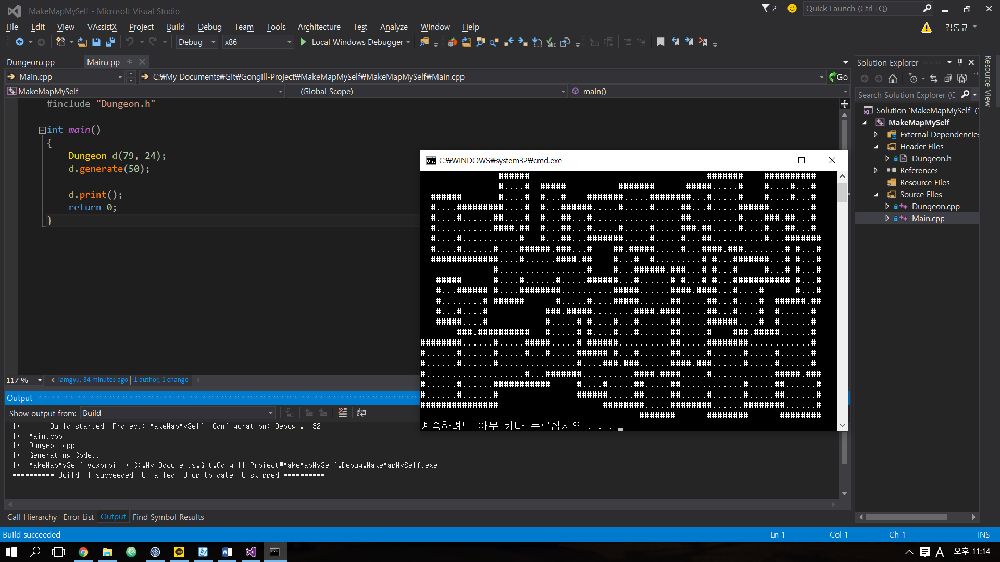 MakeMapMySelf - Microsoft Visual Studio
2
Quick Launch (Ctrl+Q)
File Edit View VAssistX Project Build Debug Team Tools Architecture Test Analyze Window Help
김동규
Debug x86 Local Windows Debugger
Dungeon.cpp Main.cpp
Main.cpp C:₩My Documents₩Git₩Gongill-Project₩MakeMapMySelf₩MakeMapMySelf₩Main.cpp Go
MakeMapMySelf (Global Scope) main()
#include "Dungeon.h"
int main()
{
Dungeon d(79, 24);
d.generate(50);
d.print();
return 0;
}
117 % iamgyu, 34 minutes ago | 1 author, 1 change
C:₩WINDOWS₩system32₩cmd.exe
계속하려면 아무 키나 누르십시오 . . .
Output
Show output from: Build
1>------ Build started: Project: MakeMapMySelf, Configuration: Debug Win32 ------
1> Main.cpp
1> Dungeon.cpp
1> Generating Code...
1> MakeMapMySelf.vcxproj -> C:₩My Documents₩Git₩Gongill-Project₩MakeMapMySelf₩Debug₩MakeMapMySelf.exe
========== Build: 1 succeeded, 0 failed, 0 up-to-date, 0 skipped ==========
Call Hierarchy Error List Output Find Symbol Results
Solution Explorer
Search Solution Explorer (C
Solution 'MakeMapMySelf' (
MakeMapMySelf
External Dependencies
Header Files
Dungeon.h
References
Resource Files
Source Files
Dungeon.cpp
Main.cpp
Resource View
Build succeeded Ln 1 Col 1 Ch 1 INS
TALK
A 오후 11:14